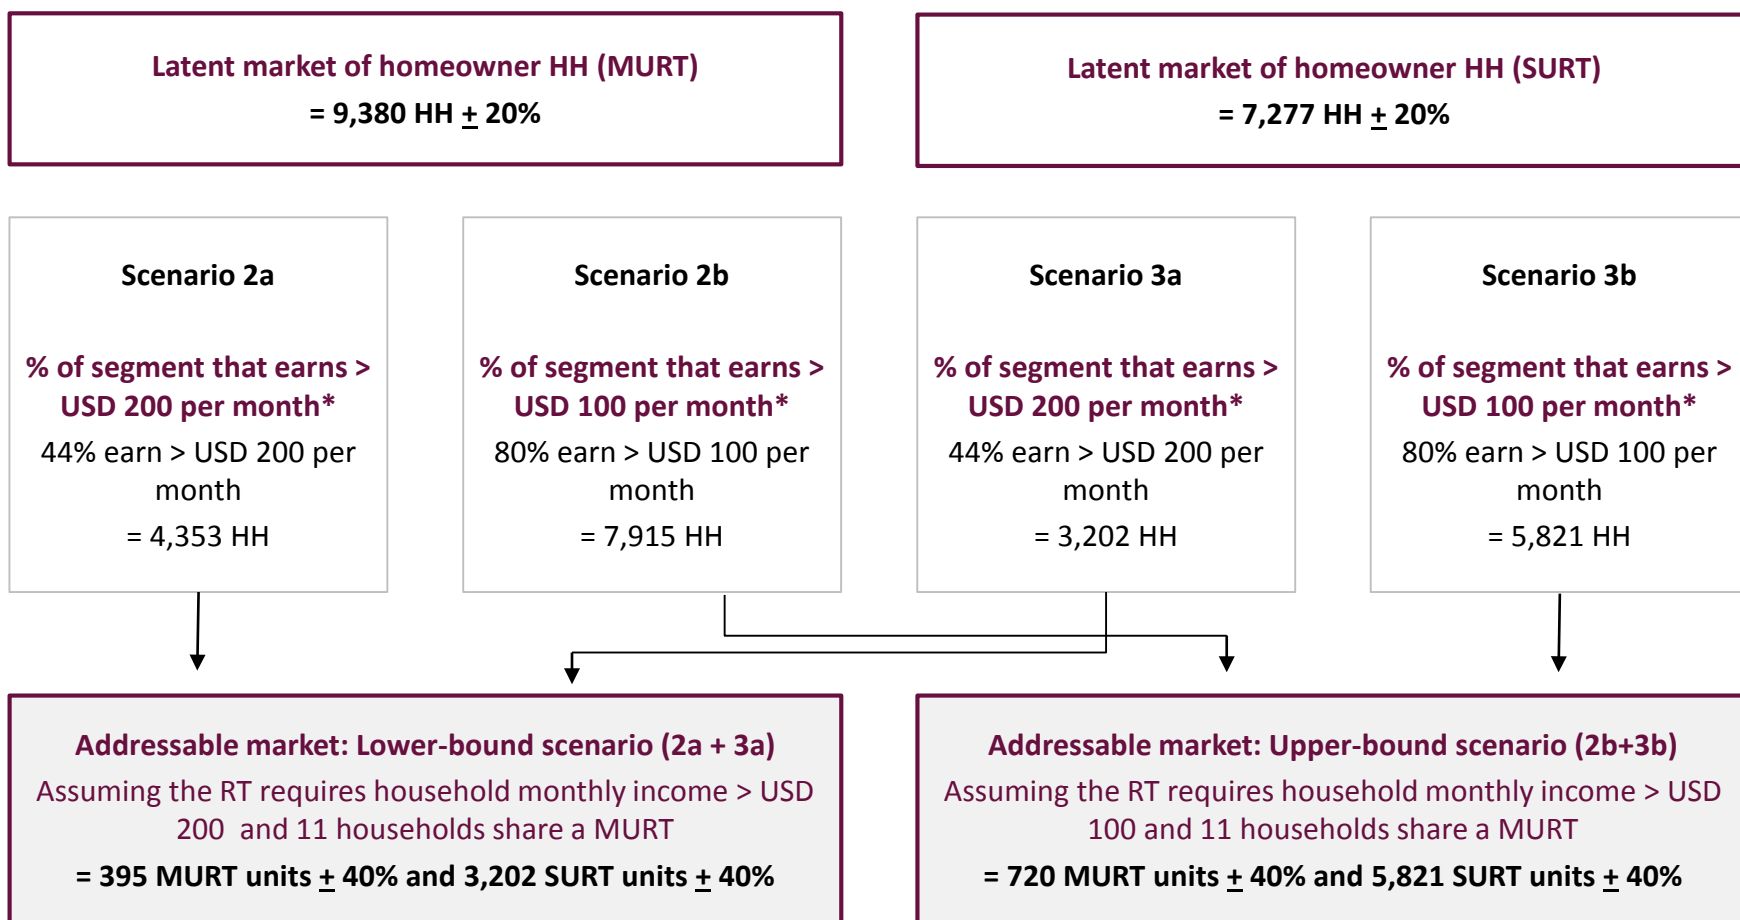 Latent market of homeowner HH (MURT)
= 9,380 HH ± 20%
Latent market of homeowner HH (SURT)
= 7,277 HH ± 20%
Scenario 2a
% of segment that earns >
USD 200 per month*
44% earn > USD 200 per
month
= 4,353 HH
Scenario 2b
% of segment that earns >
USD 100 per month*
80% earn > USD 100 per
month
= 7,915 HH
Scenario 3a
% of segment that earns >
USD 200 per month*
44% earn > USD 200 per
month
= 3,202 HH
Scenario 3b
% of segment that earns >
USD 100 per month*
80% earn > USD 100 per
month
= 5,821 HH
Addressable market: Lower-bound scenario (2a + 3a)
Assuming the RT requires household monthly income > USD
200 and 11 households share a MURT
= 395 MURT units ± 40% and 3,202 SURT units ± 40%
Addressable market: Upper-bound scenario (2b+3b)
Assuming the RT requires household monthly income > USD
100 and 11 households share a MURT
= 720 MURT units ± 40% and 5,821 SURT units ± 40%